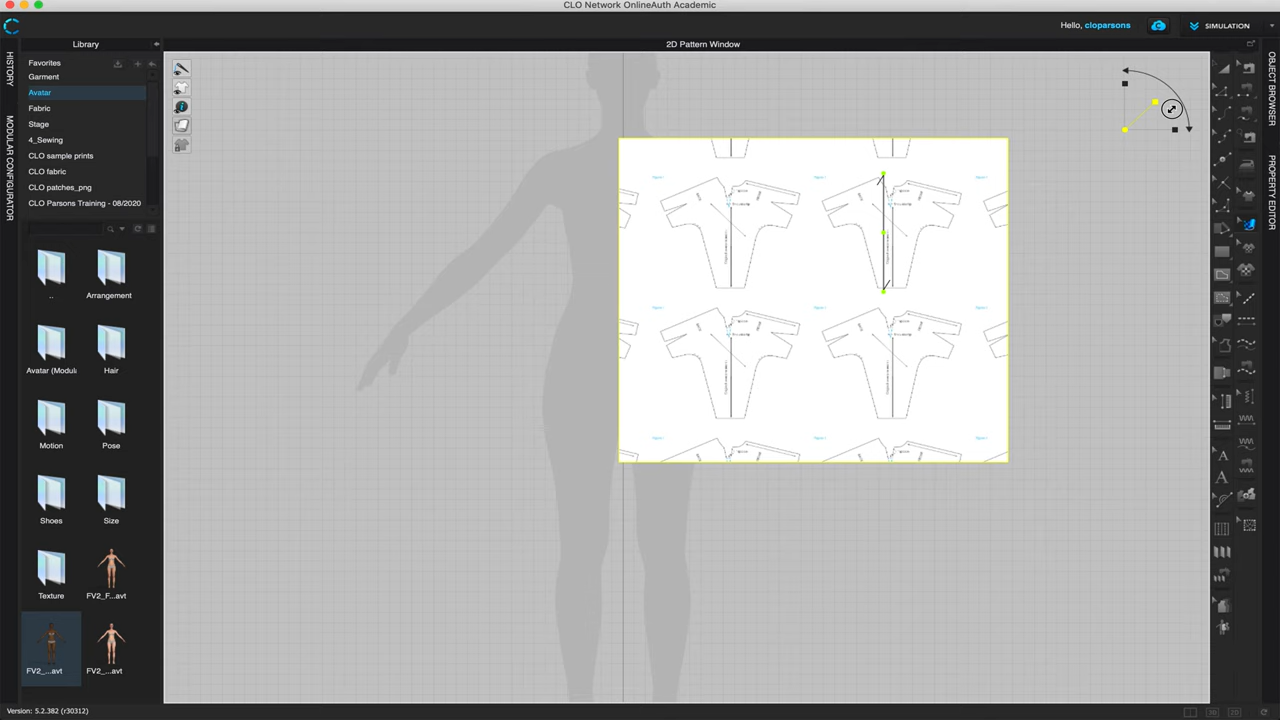 CLO Network OnlineAuth Academic
Hello, cloparsons
SIMULATION
Library
2D Pattern Window
HISTORY
MODULAR CONFIGURATOR
OBJECT BROWSER
PROPERTY EDITOR
Favorites
Garment
Avatar
Fabric
Stage
4_Sewing
CLO sample prints
CLO fabric
CLO patches_png
CLO Parsons Training - 08/2020
..
Arrangement
Avatar (Modul
Hair
Motion
Pose
Shoes
Size
Texture
FV2_F...avt
FV2_...avt
FV2_...avt
Version: 5.2.382 (r30312)